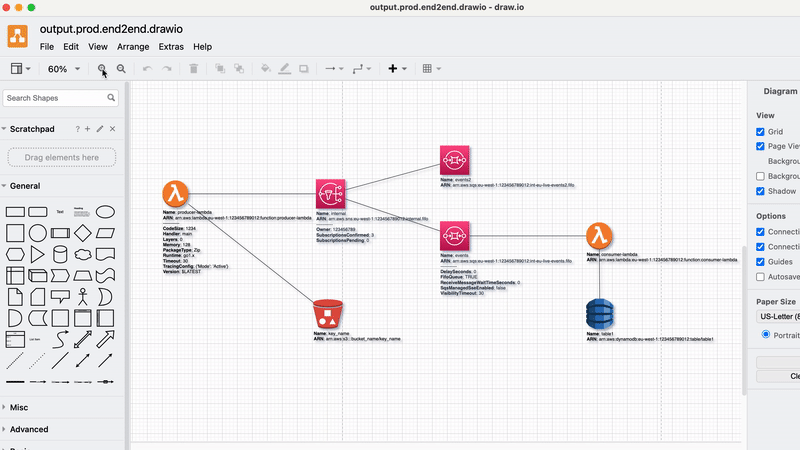 output.prod.end2end.drawio - draw.io
output.prod.end2end.drawio
File Edit View Arrange Extras Help
60%
Search Shapes
Scratchpad
?
Drag elements here
General
Text
Heading
Misc
Advanced
Name: producer-lambda
ARN: arn:aws:lambda:eu-west-1:123456789012:function:producer-lambda
CodeSize: 1234
Handler: main
Layers: 0
Memory: 128
PackageType: Zip
Runtime: go1.x
Timeout: 30
TracingConfig: {'Mode': 'Active'}
Version: $LATEST
Name: internal
ARN: arn:aws:sns:eu-west-1:123456789012:internal.fifo
Owner: 123456789
SubscriptionsConfirmed: 3
SubscriptionsPending: 0
Name: events2
ARN: arn:aws:sqs:eu-west-1:123456789012:mt-eu-live-events2.fifo
Name: events
ARN: arn:aws:sqs:eu-west-1:123456789012:mt-eu-live-events.fifo
DelaySeconds: 0
FifoQueue: TRUE
ReceiveMessageWaitTimeSeconds: 0
SqsManagedSseEnabled: false
VisibilityTimeout: 30
Name: consumer-lambda
ARN: arn:aws:lambda:eu-west-1:123456789012:function:consumer-lambda
Name: key_name
ARN: arn:aws:s3:::bucket_name/key_name
Name: table1
ARN: arn:aws:dynamodb:eu-west-1:123456789012:table/table1
Diagram
View
Grid
Page View
Backgro
Backgro
Shadow
Options
Connecti
Connecti
Guides
Autosave
Paper Size
US-Letter (8
Portrait
Cle